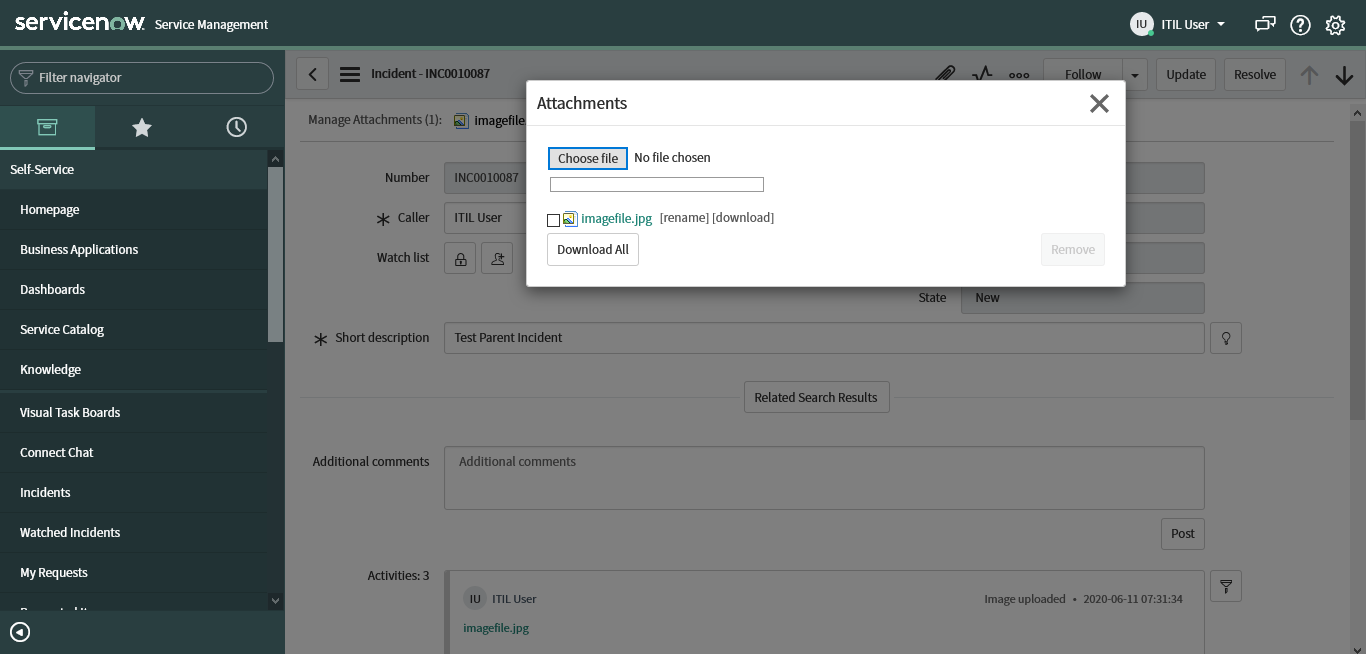 servicenow. Service Management
IU ITIL User
Filter navigator
Self-Service
Homepage
Business Applications
Dashboards
Service Catalog
Knowledge
Visual Task Boards
Connect Chat
Incidents
Watched Incidents
My Requests
Incident - INC0010087
Follow
Update
Resolve
Manage Attachments (1): imagefile.
Attachments
Choose file No file chosen
imagefile.jpg [rename] [download]
Download All
Remove
Number INC0010087
Caller ITIL User
Watch list
State New
Short description Test Parent Incident
Related Search Results
Additional comments Additional comments
Post
Activities: 3
IU ITIL User Image uploaded • 2020-06-11 07:31:34
imagefile.jpg